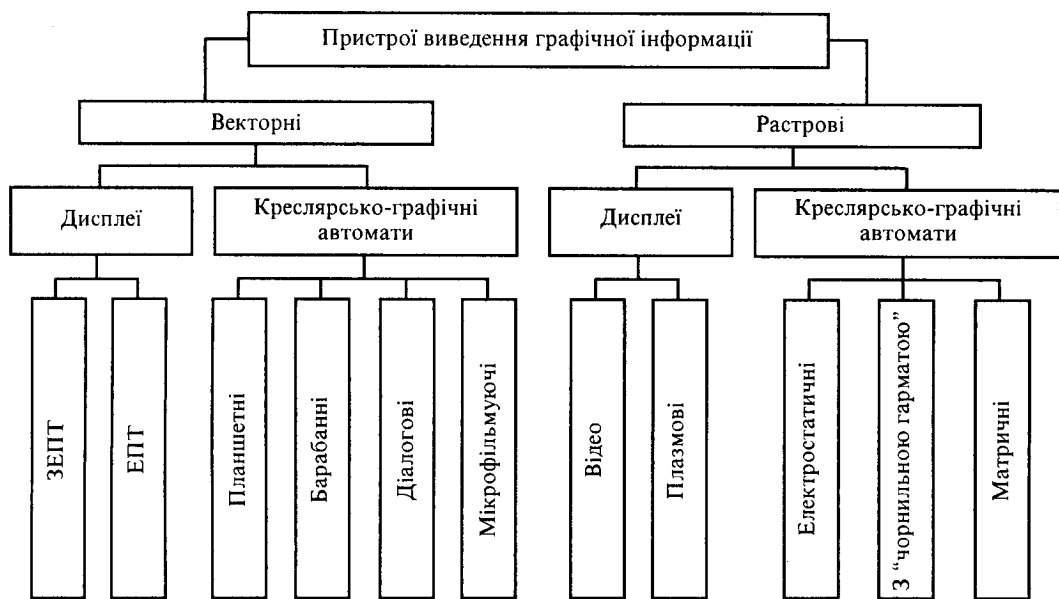 Пристрої виведення графічної інформації
Векторні
Растрові
Дисплеї
Креслярсько-графічні
автомати
Дисплеї
Креслярсько-графічні
автомати
ЗЕПТ
ЕПТ
Планшетні
Барабанні
Діалогові
Мікрофільмуючі
Відео
Плазмові
Електростатичні
З “чорнильною гарматою”
Матричні